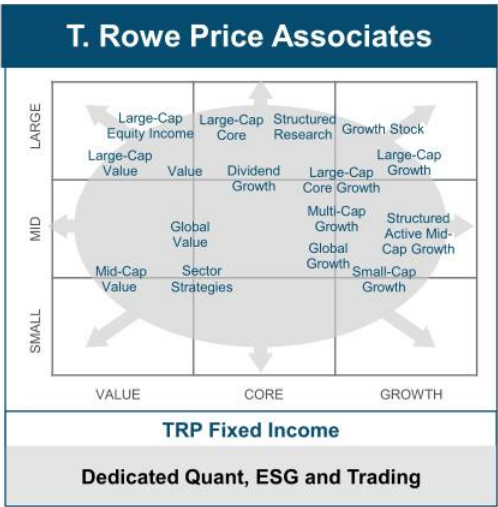 T. Rowe Price Associates
LARGE
Large-Cap
Equity Income
Large-Cap
Core
Structured
Research
Growth Stock
Large-Cap
Value
Value
Dividend
Growth
Large-Cap
Core Growth
Large-Cap
Growth
MID
Global
Value
Multi-Cap
Growth
Global
Growth
Structured
Active Mid-
Cap Growth
Mid-Cap
Value
Sector
Strategies
Small-Cap
Growth
SMALL
VALUE
CORE
GROWTH
TRP Fixed Income
Dedicated Quant, ESG and Trading